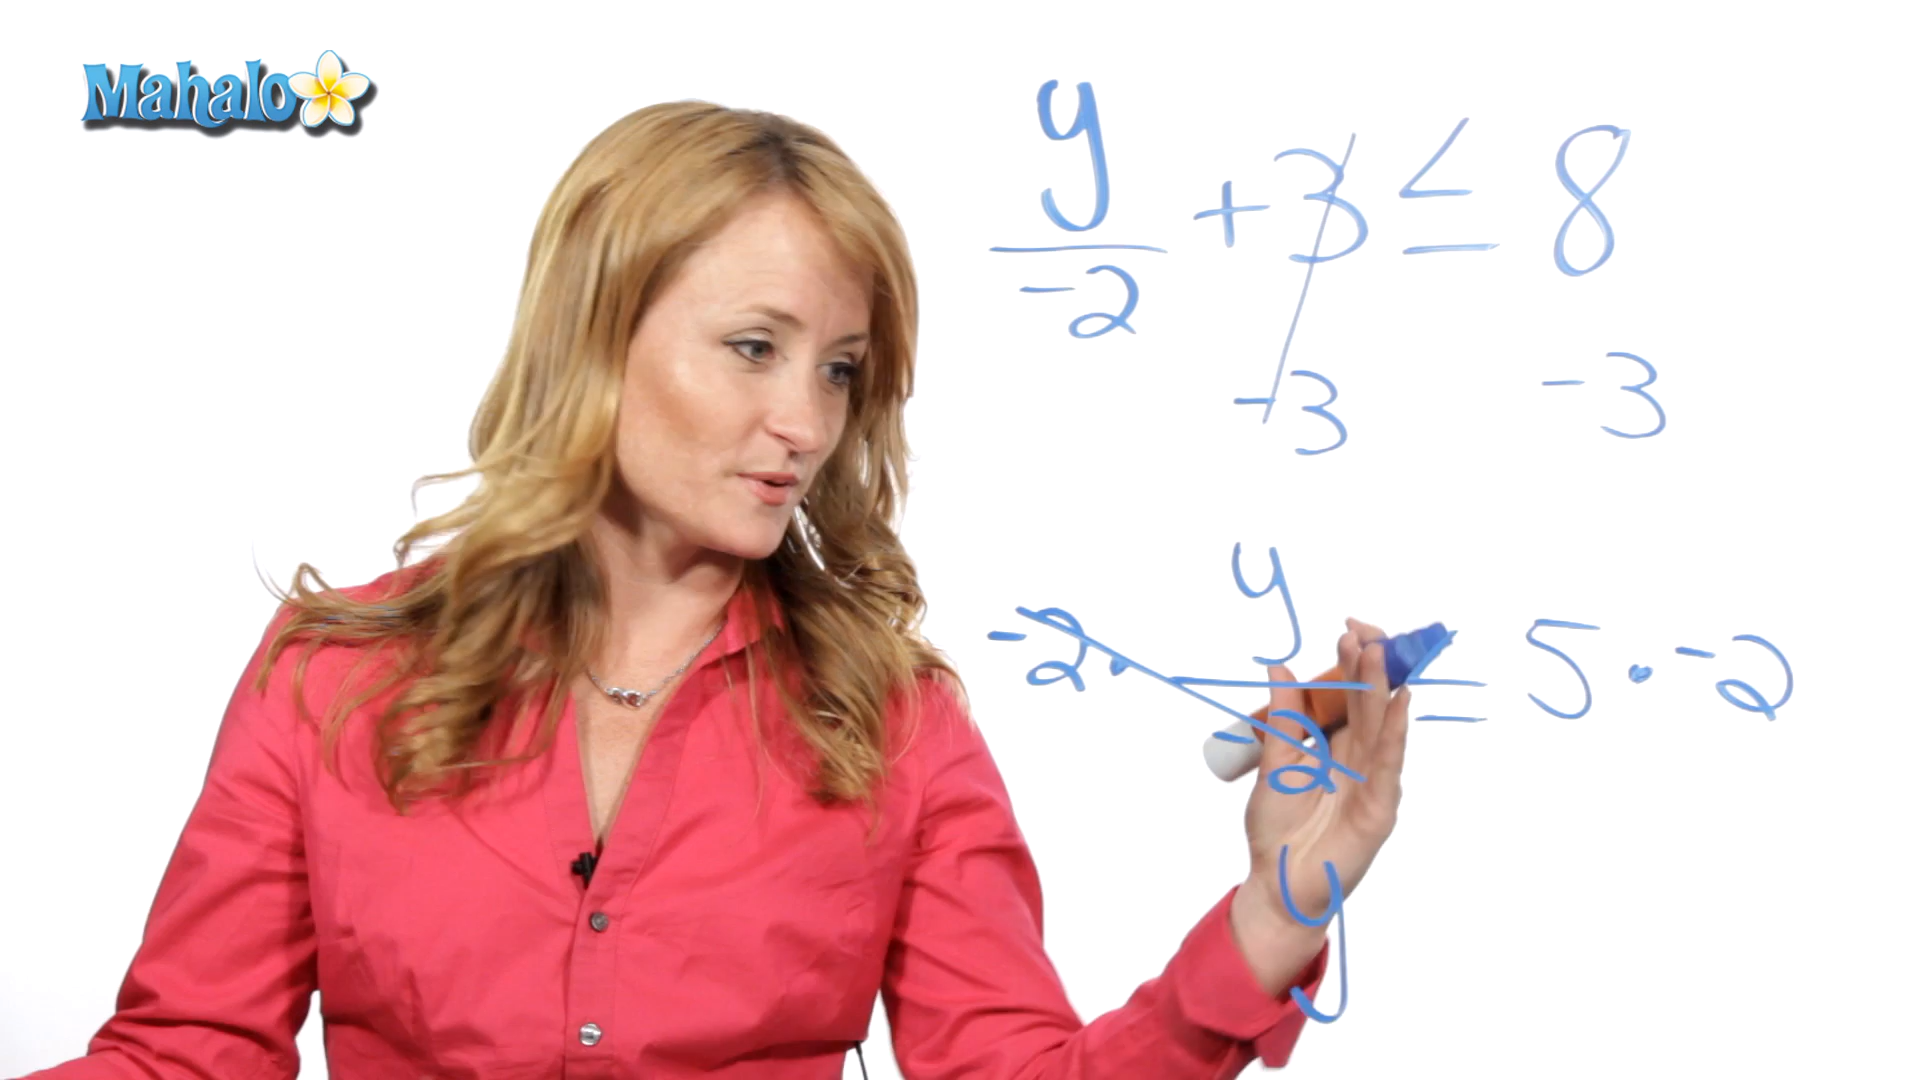 Mahalo
y
— + 3 ≤ 8
-2
-3 -3
y
-2 · — ≤ 5 · -2
-2
y